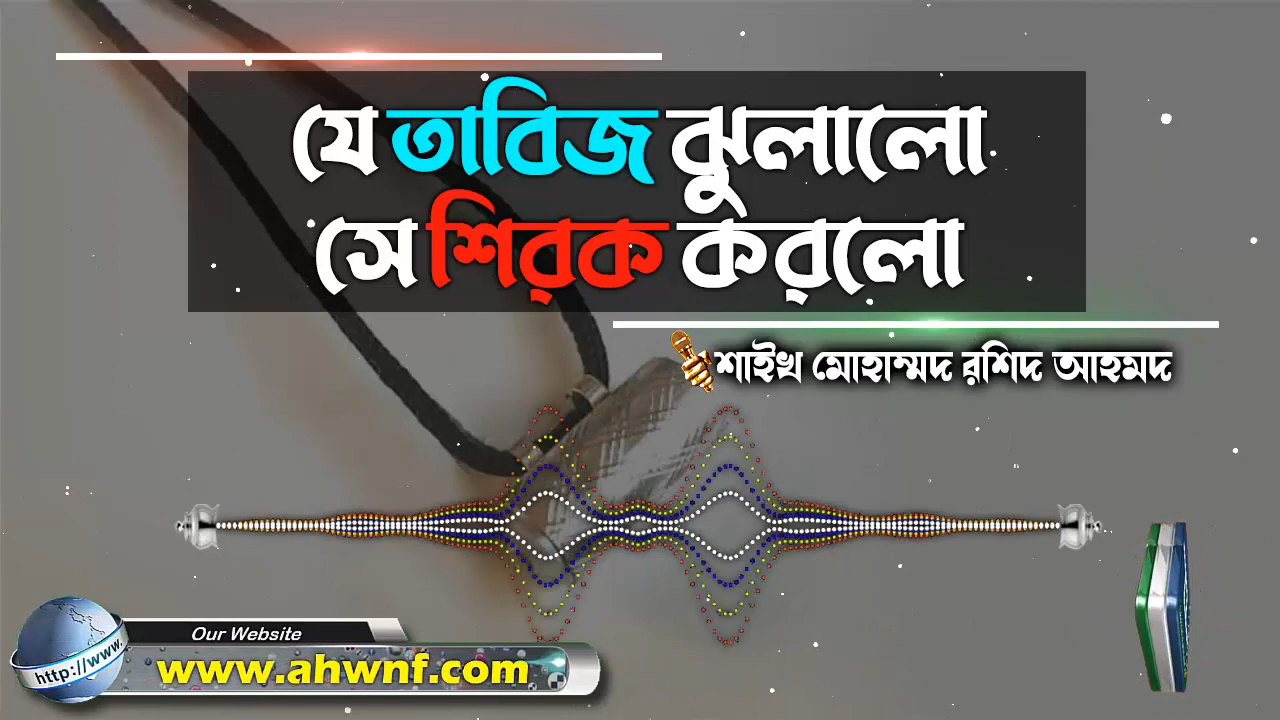 যে তাবিজ ঝুলালো
সে শিরক করলো
শাইখ মোহাম্মদ রশিদ আহমদ
Our Website
http://www.
www.ahwnf.com